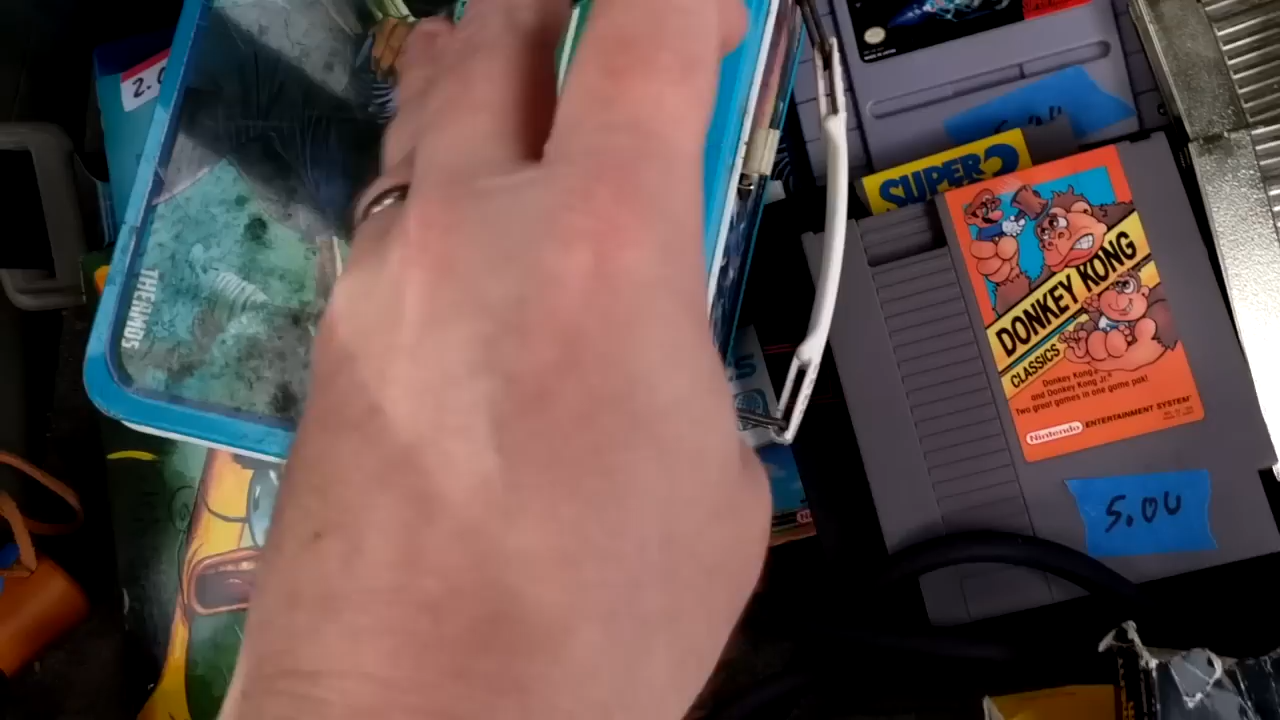 2.
THERMOS
SUPER
DONKEY KONG
CLASSICS
Donkey Kong®
and Donkey Kong Jr.®
Two great games in one game pak!
Nintendo ENTERTAINMENT SYSTEM®
5.00